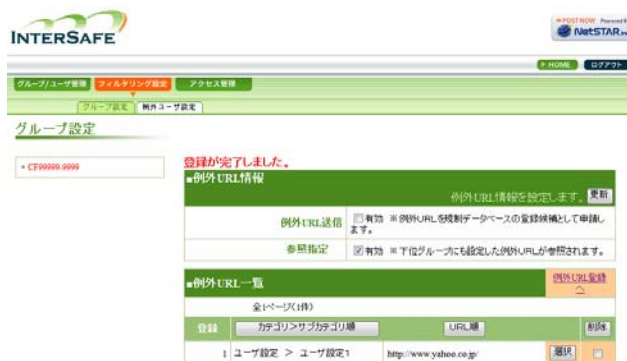 INTERSAFE
POST NOW Powered
NetSTAR
HOME ログアウト
グループ/ユーザ管理 フィルタリング設定 アクセス管理
グループ設定 例外ユーザ設定
グループ設定
CF99999.9999
登録が完了しました。
■例外URL情報
例外URL情報を設定します。 更新
例外URL送信 有効 ※例外URLを規制データベースの登録候補として申請し
ます。
参照指定 有効 ※下位グループにも設定した例外URLが参照されます。
■例外URL一覧 例外URL登録
へ
全1ページ(1件)
登録 カテゴリ>サブカテゴリ順 URL順 削除
1 ユーザ設定 > ユーザ設定1 http://www.yahoo.co.jp/ 選択